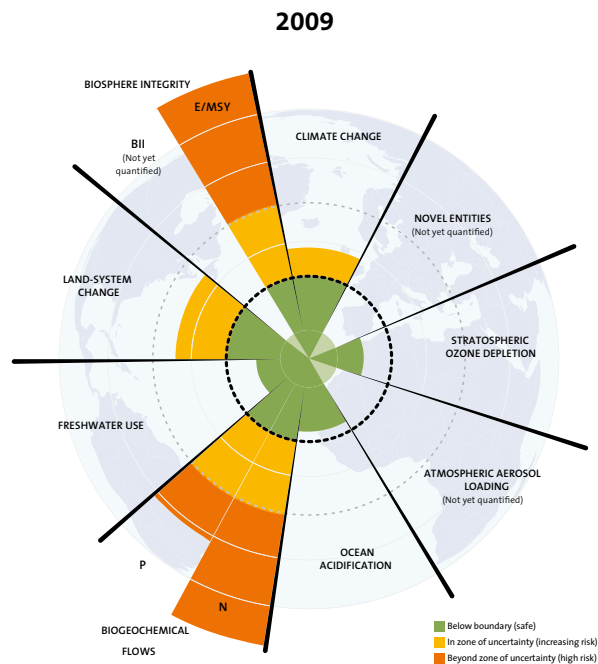 2009
BIOSPHERE INTEGRITY
E/MSY
BII
(Not yet
quantified)
CLIMATE CHANGE
NOVEL ENTITIES
(Not yet quantified)
LAND-SYSTEM
CHANGE
STRATOSPHERIC
OZONE DEPLETION
FRESHWATER USE
ATMOSPHERIC AEROSOL
LOADING
(Not yet quantified)
OCEAN
ACIDIFICATION
P
N
BIOGEOCHEMICAL
FLOWS
Below boundary (safe)
In zone of uncertainty (increasing risk)
Beyond zone of uncertainty (high risk)